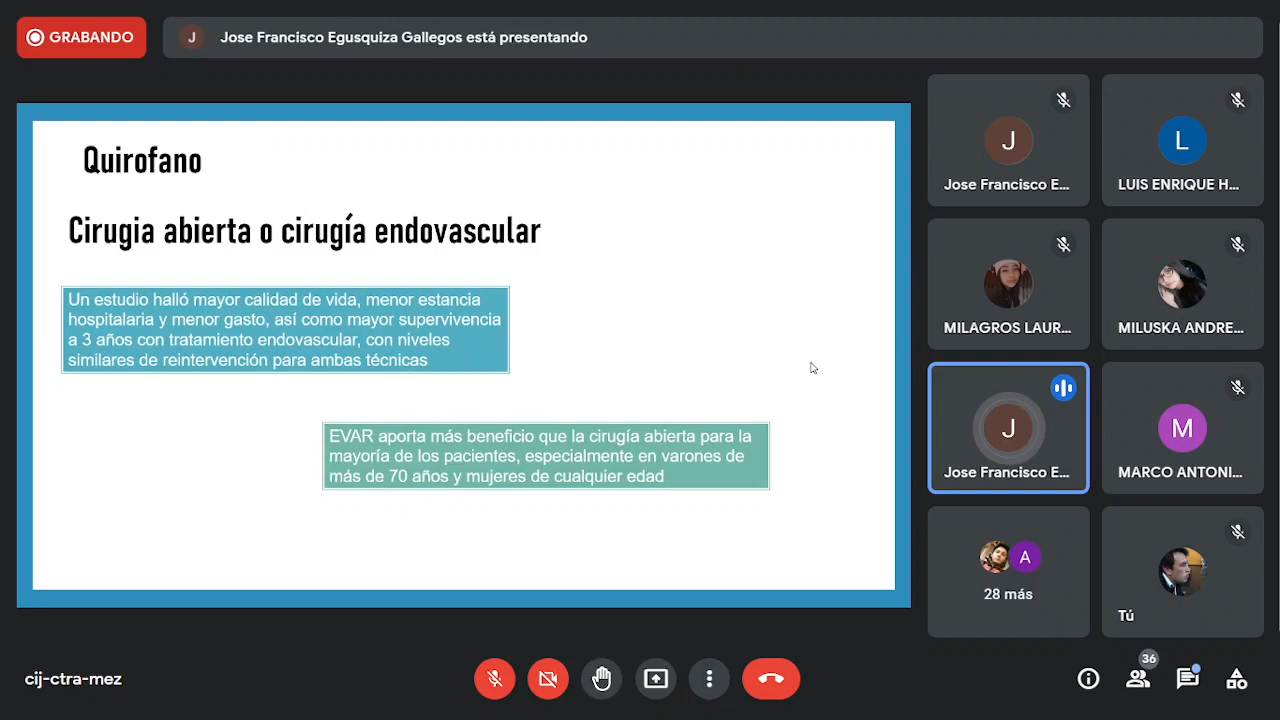 GRABANDO
J
Jose Francisco Egusquiza Gallegos está presentando
Quirofano
Cirugia abierta o cirugía endovascular
Un estudio halló mayor calidad de vida, menor estancia
hospitalaria y menor gasto, así como mayor supervivencia
a 3 años con tratamiento endovascular, con niveles
similares de reintervención para ambas técnicas
EVAR aporta más beneficio que la cirugía abierta para la
mayoría de los pacientes, especialmente en varones de
más de 70 años y mujeres de cualquier edad
J
Jose Francisco E...
L
LUIS ENRIQUE H...
MILAGROS LAUR...
MILUSKA ANDRE...
J
Jose Francisco E...
M
MARCO ANTONI...
A
28 más
Tú
cij-ctra-mez
36